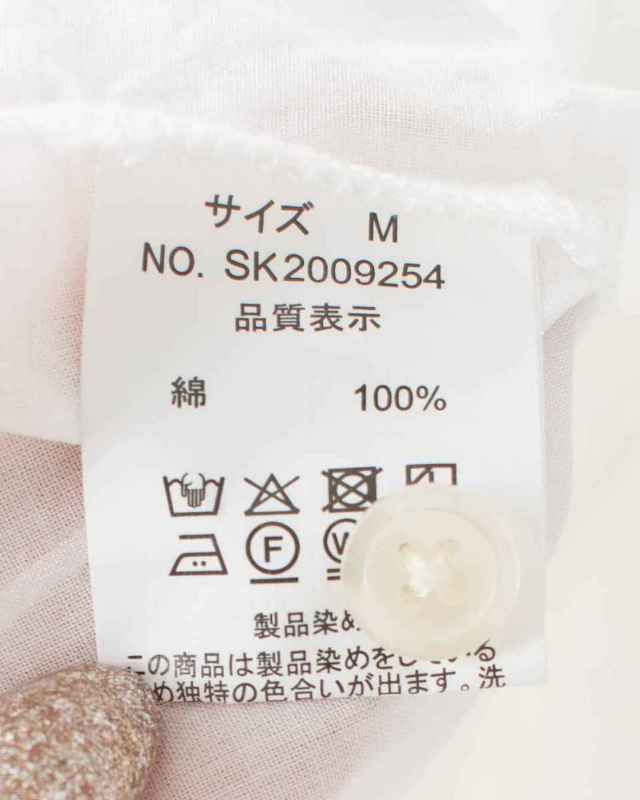 サイズ M
NO. SK2009254
品質表示
綿 100%
F W
製品染め
この商品は製品染めをしている
め独特の色合いが出ます。洗